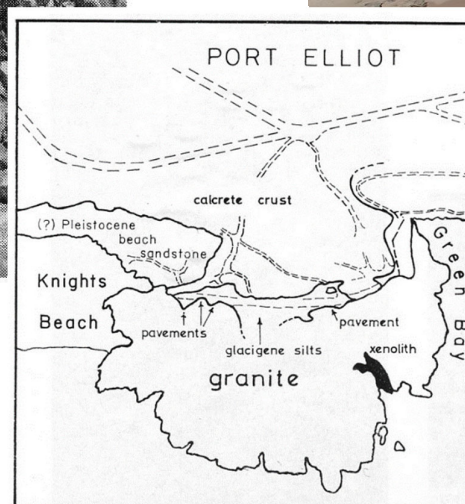 PORT ELLIOT
calcrete crust
(?) Pleistocene
beach
sandstone
Knights
Beach
Green Bay
pavements
pavement
glacigene silts
xenolith
granite